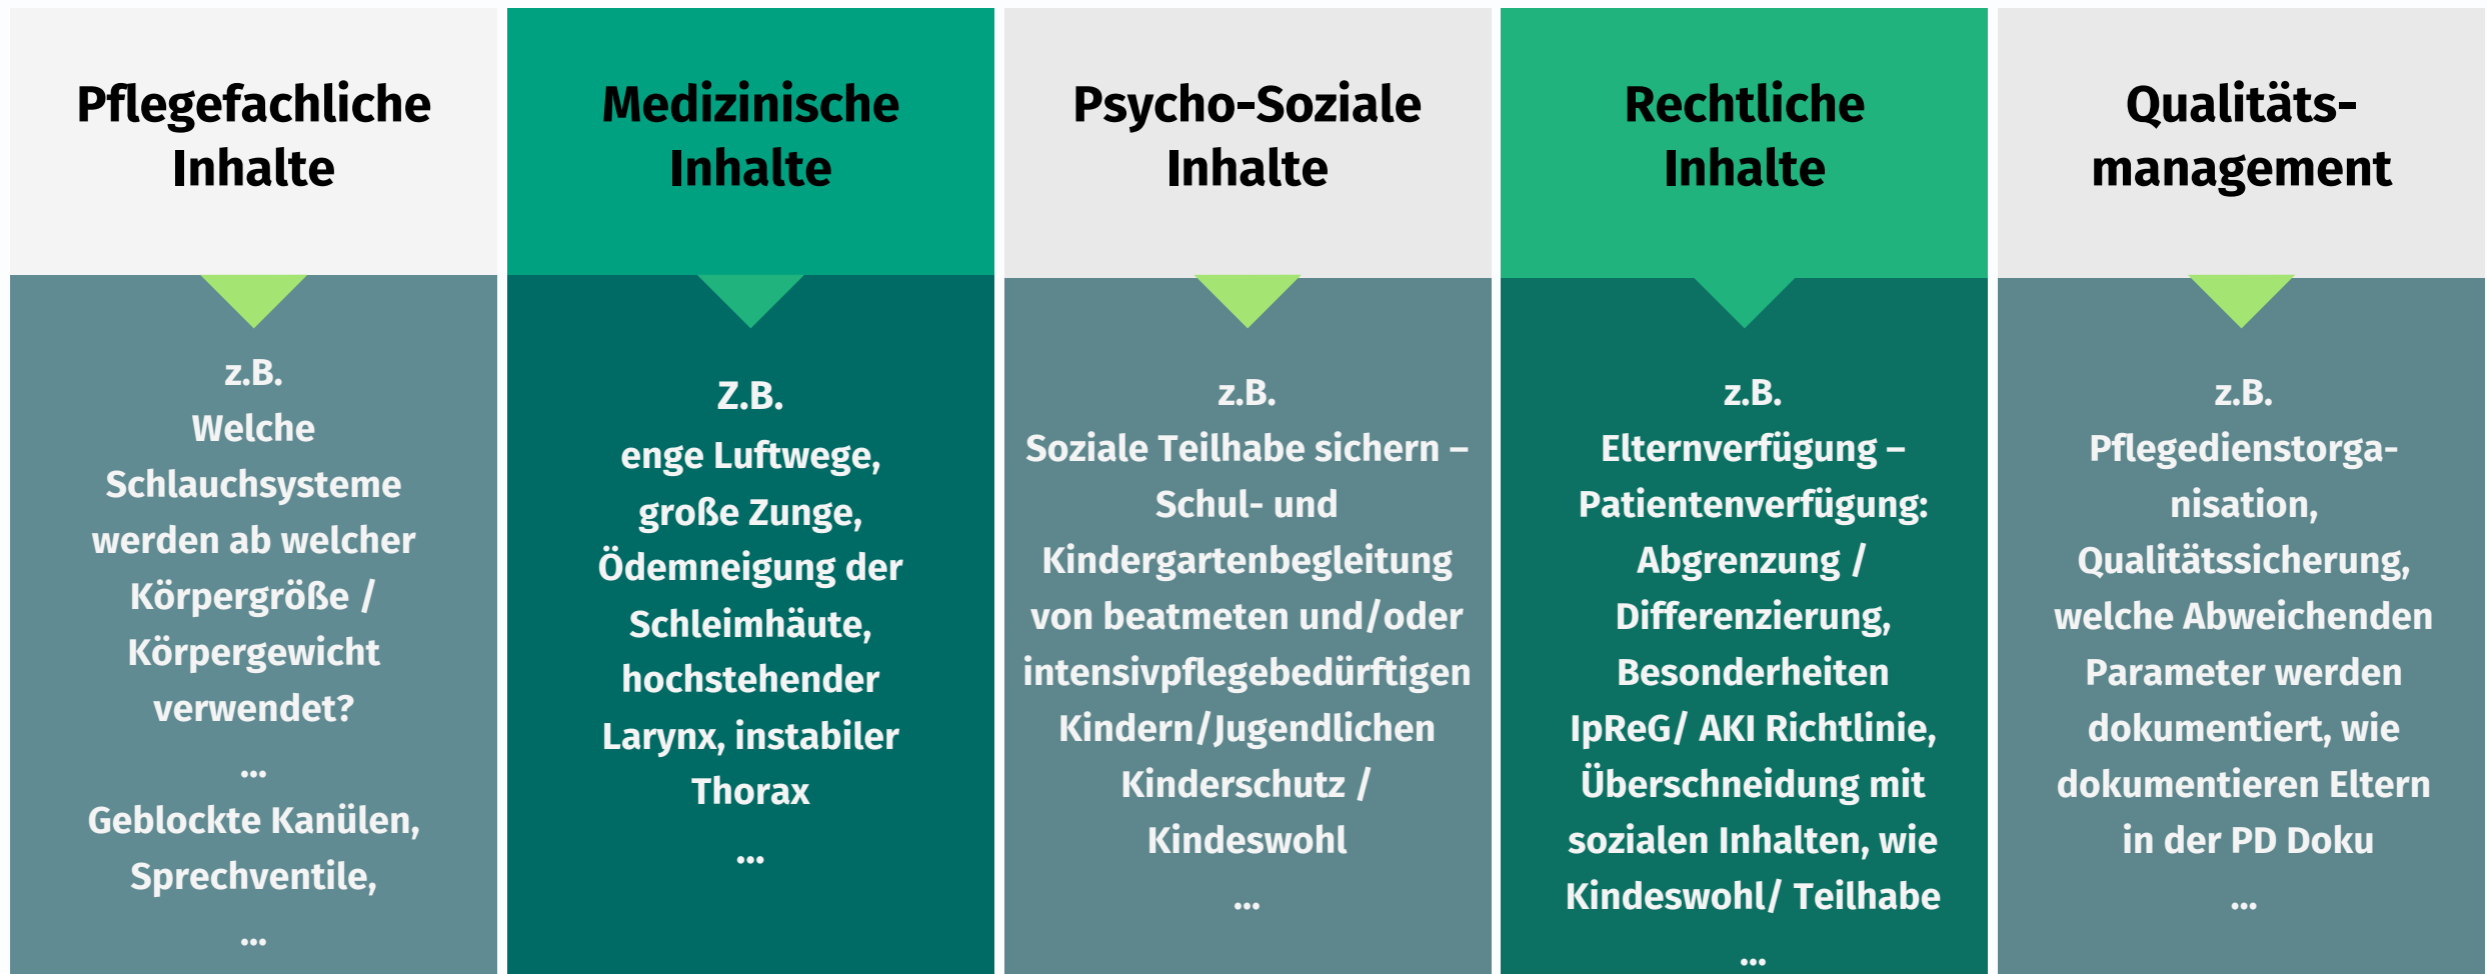 Pflegefachliche
Inhalte
z.B.
Welche
Schlauchsysteme
werden ab welcher
Körpergröße /
Körpergewicht
verwendet?
...
Geblockte Kanülen,
Sprechventile,
...
Medizinische
Inhalte
Z.B.
enge Luftwege,
große Zunge,
Ödemneigung der
Schleimhäute,
hochstehender
Larynx, instabiler
Thorax
...
Psycho-Soziale
Inhalte
z.B.
Soziale Teilhabe sichern –
Schul- und
Kindergartenbegleitung
von beatmeten und/oder
intensivpflegebedürftigen
Kindern/Jugendlichen
Kinderschutz /
Kindeswohl
...
Rechtliche
Inhalte
z.B.
Elternverfügung –
Patientenverfügung:
Abgrenzung /
Differenzierung,
Besonderheiten
IpReG/ AKI Richtlinie,
Überschneidung mit
sozialen Inhalten, wie
Kindeswohl/ Teilhabe
...
Qualitäts-
management
z.B.
Pflegedienstorga-
nisation,
Qualitätssicherung,
welche Abweichenden
Parameter werden
dokumentiert, wie
dokumentieren Eltern
in der PD Doku
...